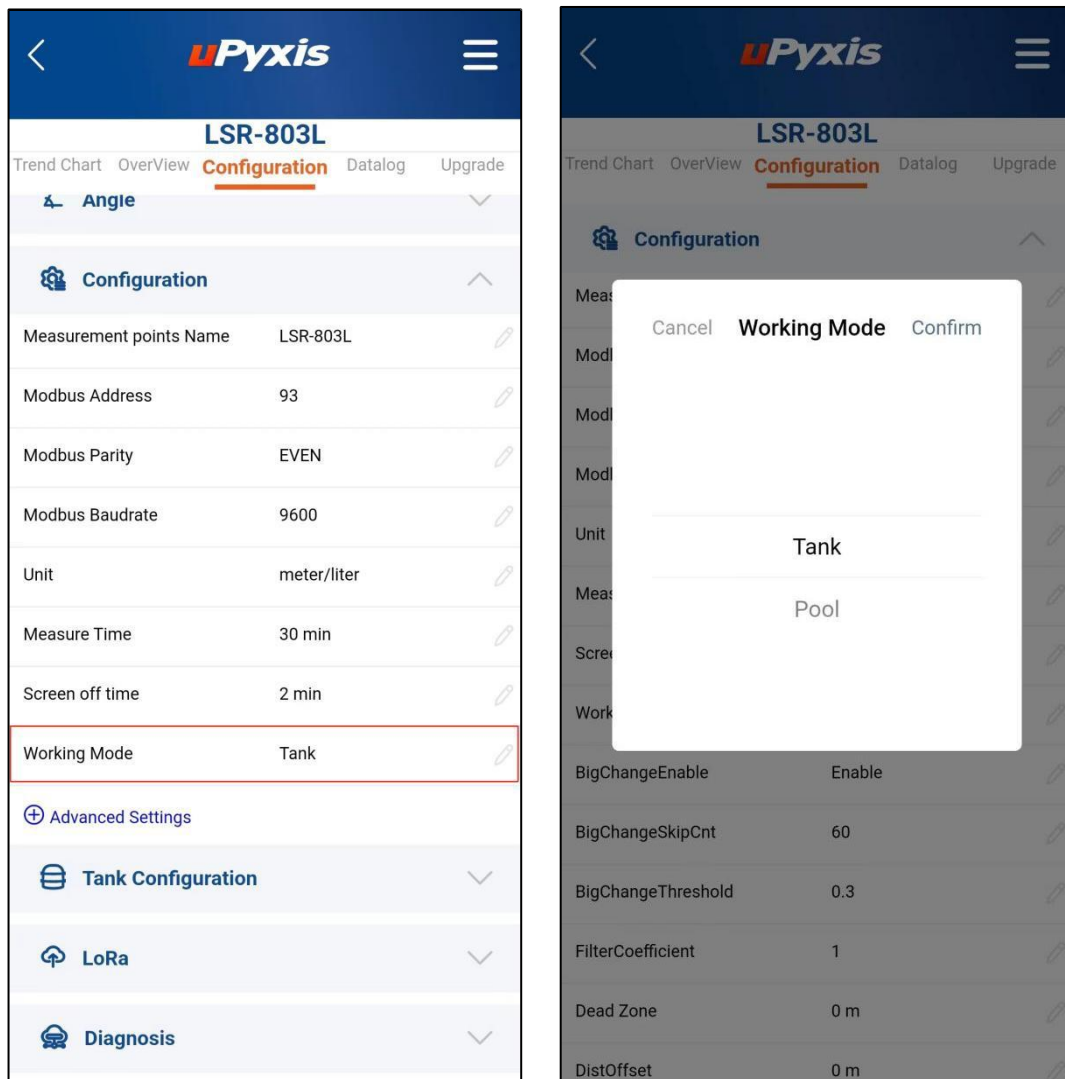 uPyxis
LSR-803L
Trend Chart OverView Configuration Datalog Upgrade
Angle
Configuration
Measurement points Name LSR-803L
Modbus Address 93
Modbus Parity EVEN
Modbus Baudrate 9600
Unit meter/liter
Measure Time 30 min
Screen off time 2 min
Working Mode Tank
Advanced Settings
Tank Configuration
LoRa
Diagnosis
uPyxis
LSR-803L
Trend Chart OverView Configuration Datalog Upgrade
Configuration
Cancel Working Mode Confirm
Unit
Tank
Pool
BigChangeEnable Enable
BigChangeSkipCnt 60
BigChangeThreshold 0.3
FilterCoefficient 1
Dead Zone 0 m
DistOffset 0 m